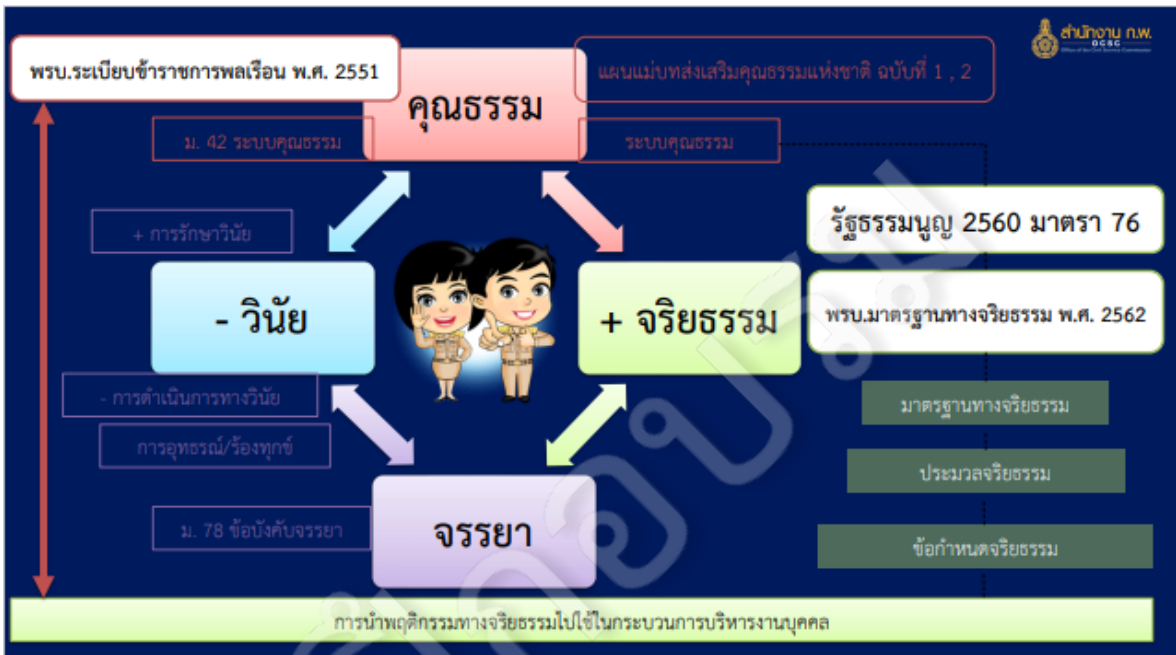 สำนักงาน ก.พ.
OCSC
Office of the Civil Service Commission
พรบ.ระเบียบข้าราชการพลเรือน พ.ศ. 2551
แผนแม่บทส่งเสริมคุณธรรมแห่งชาติ ฉบับที่ 1 , 2
คุณธรรม
ม. 42 ระบบคุณธรรม
ระบบคุณธรรม
รัฐธรรมนูญ 2560 มาตรา 76
+ การรักษาวินัย
- วินัย
+ จริยธรรม
พรบ.มาตรฐานทางจริยธรรม พ.ศ. 2562
- การดำเนินการทางวินัย
มาตรฐานทางจริยธรรม
การอุทธรณ์/ร้องทุกข์
ประมวลจริยธรรม
ม. 78 ข้อบังคับจรรยา
จรรยา
ข้อกำหนดจริยธรรม
การนำพฤติกรรมทางจริยธรรมไปใช้ในกระบวนการบริหารงานบุคคล